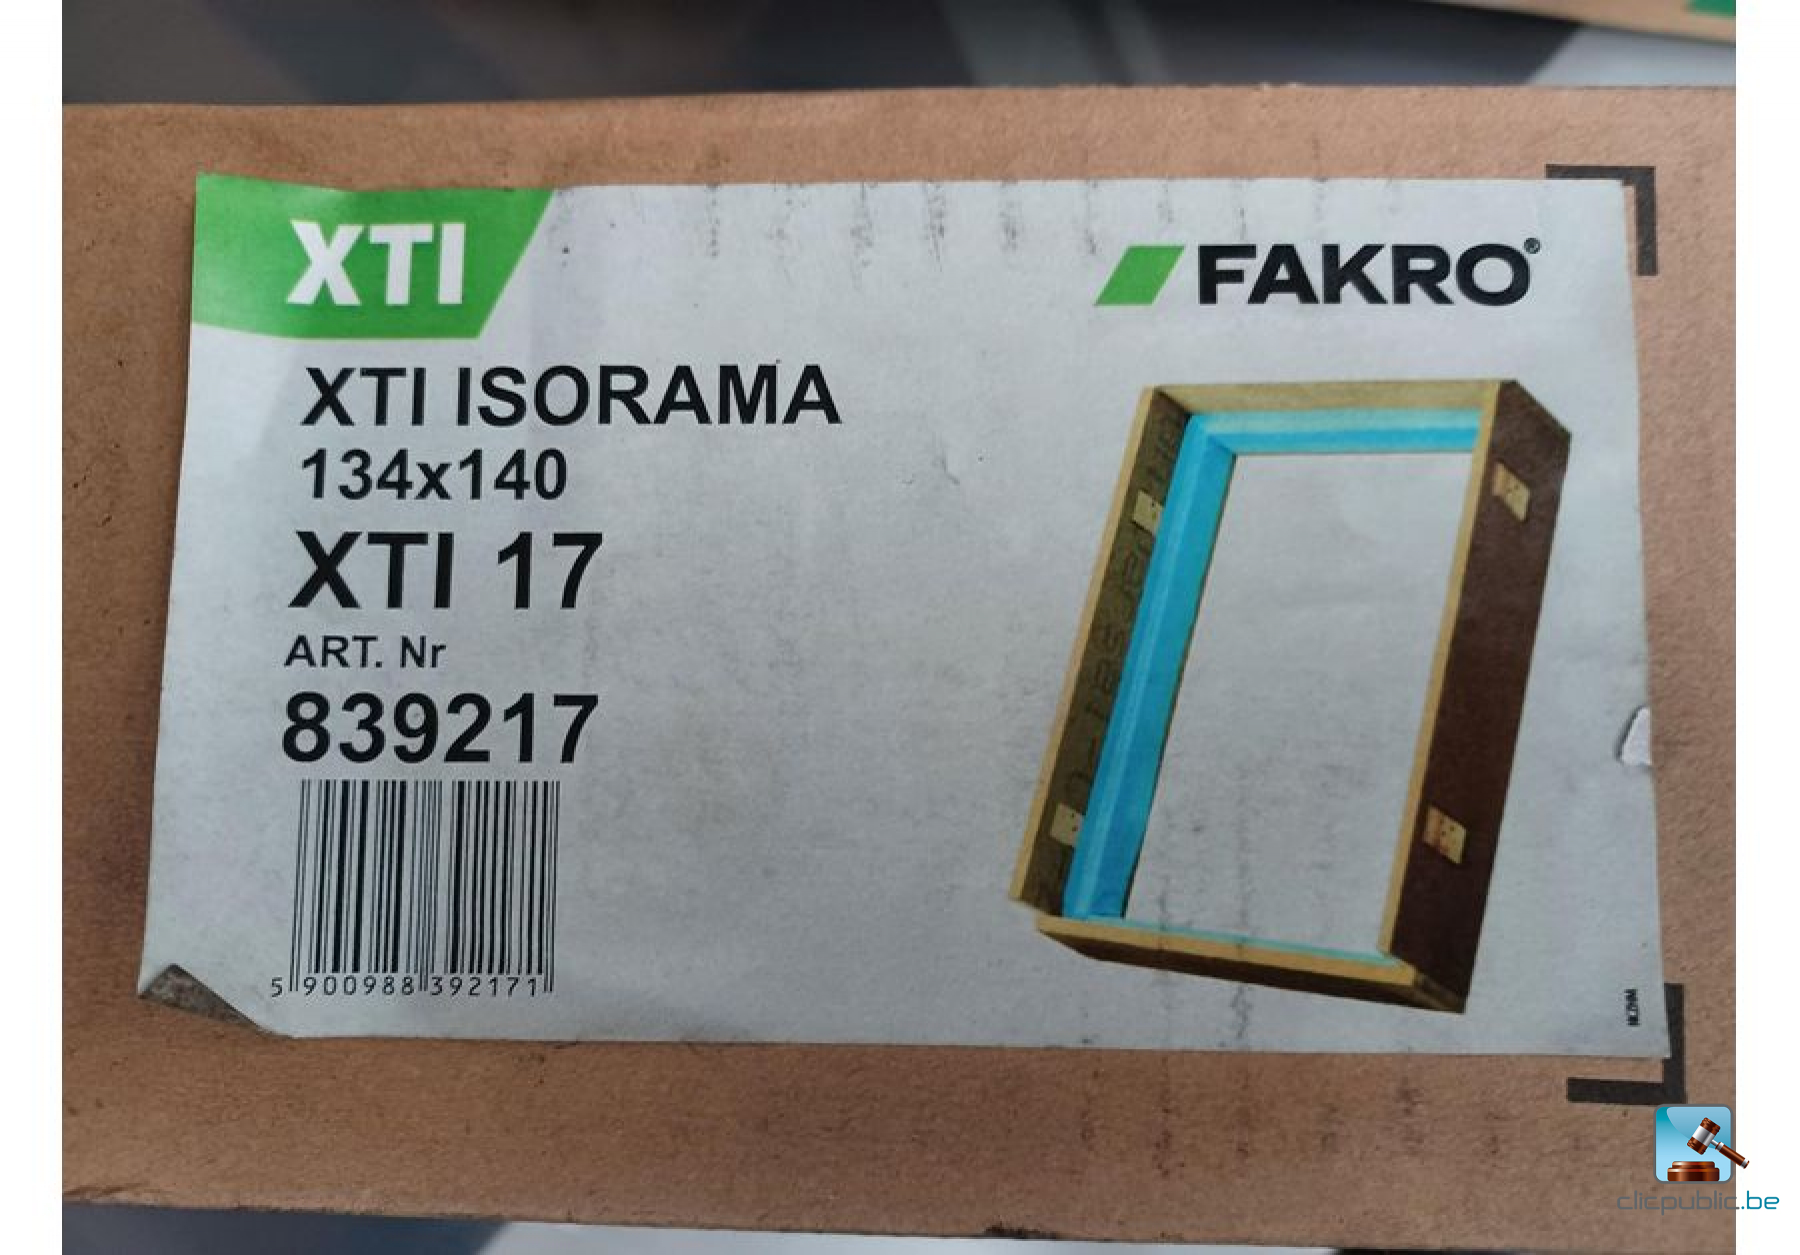 XTI
FAKRO®
XTI ISORAMA
134x140
XTI 17
ART. Nr
839217
5 900988 392171
clicpublic.be